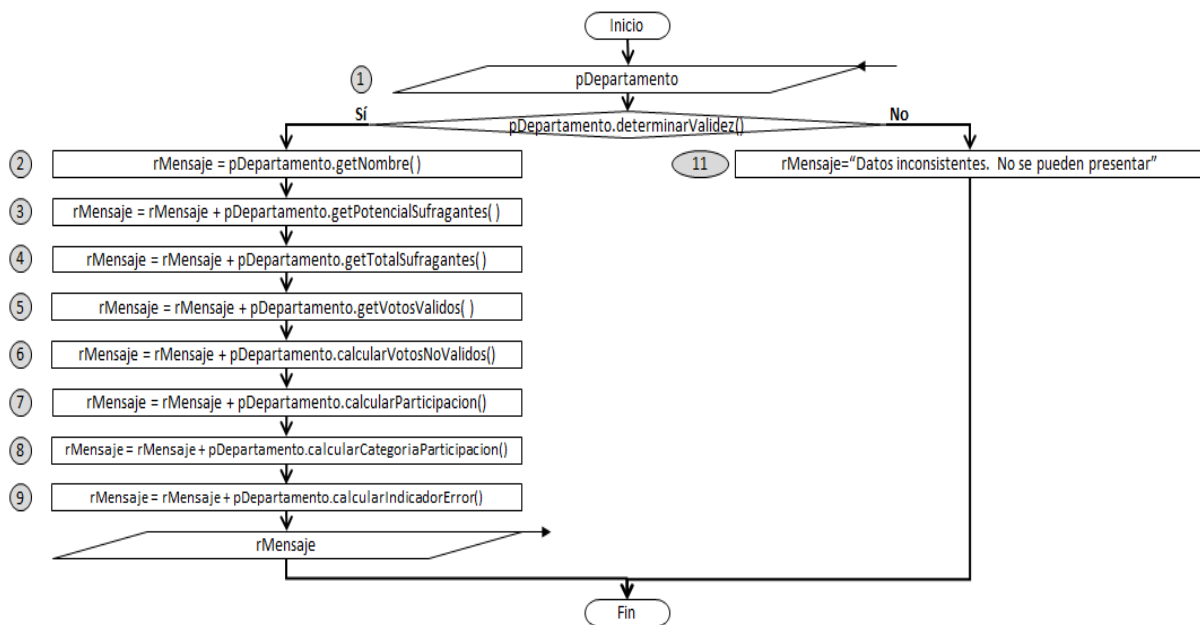 Inicio
1
pDepartamento
Sí
pDepartamento.determinarValidez()
No
2
rMensaje = pDepartamento.getNombre()
11
rMensaje="Datos inconsistentes. No se pueden presentar"
3
rMensaje = rMensaje + pDepartamento.getPotencialSufragantes( )
4
rMensaje = rMensaje + pDepartamento.getTotalSufragantes()
5
rMensaje = rMensaje + pDepartamento.getVotosValidos( )
6
rMensaje = rMensaje + pDepartamento.calcularVotosNoValidos()
7
rMensaje = rMensaje + pDepartamento.calcularParticipacion()
8
rMensaje = rMensaje + pDepartamento.calcularCategoriaParticipacion()
9
rMensaje = rMensaje + pDepartamento.calcularIndicadorError()
rMensaje
Fin